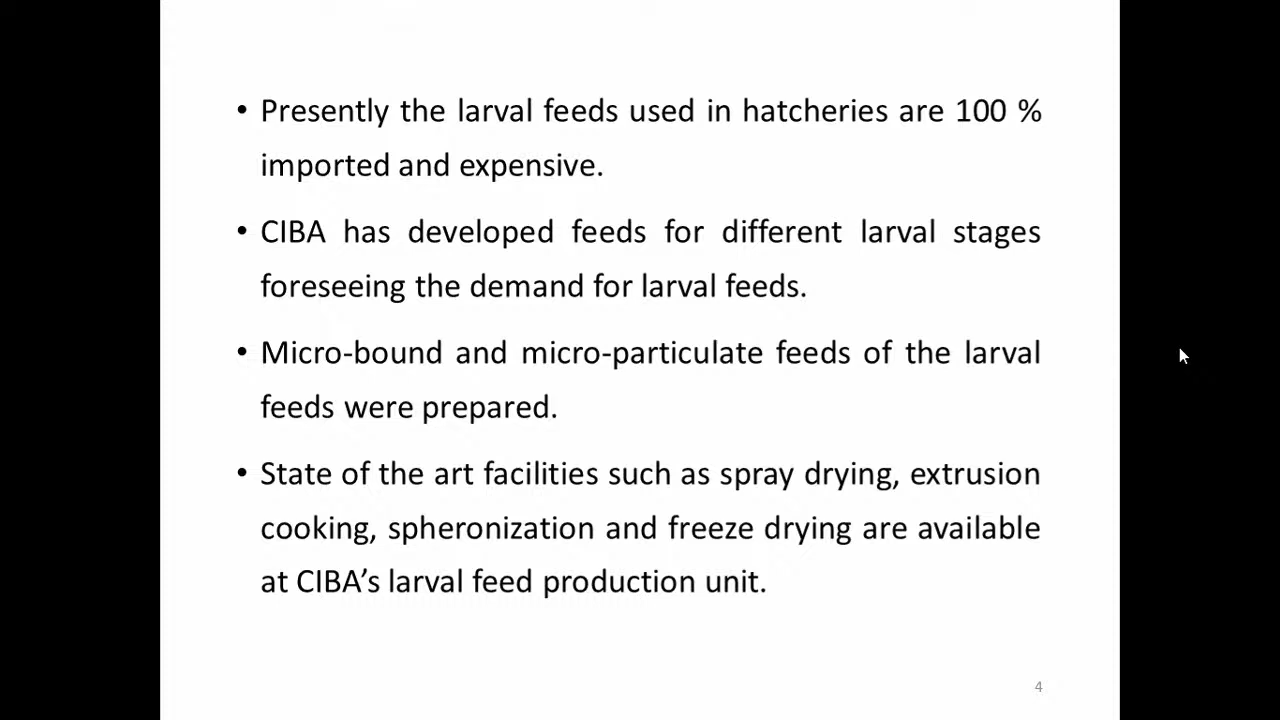 • Presently the larval feeds used in hatcheries are 100 %
imported and expensive.
• CIBA has developed feeds for different larval stages
foreseeing the demand for larval feeds.
• Micro-bound and micro-particulate feeds of the larval
feeds were prepared.
• State of the art facilities such as spray drying, extrusion
cooking, spheronization and freeze drying are available
at CIBA’s larval feed production unit.
4